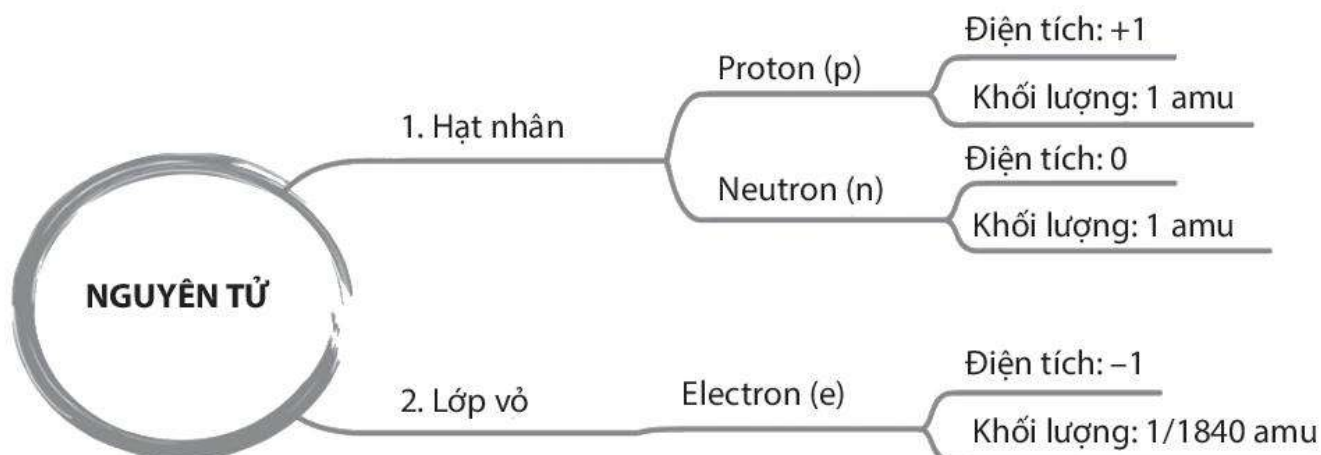 NGUYÊN TỬ
1. Hạt nhân
Proton (p)
Điện tích: +1
Khối lượng: 1 amu
Neutron (n)
Điện tích: 0
Khối lượng: 1 amu
2. Lớp vỏ
Electron (e)
Điện tích: –1
Khối lượng: 1/1840 amu